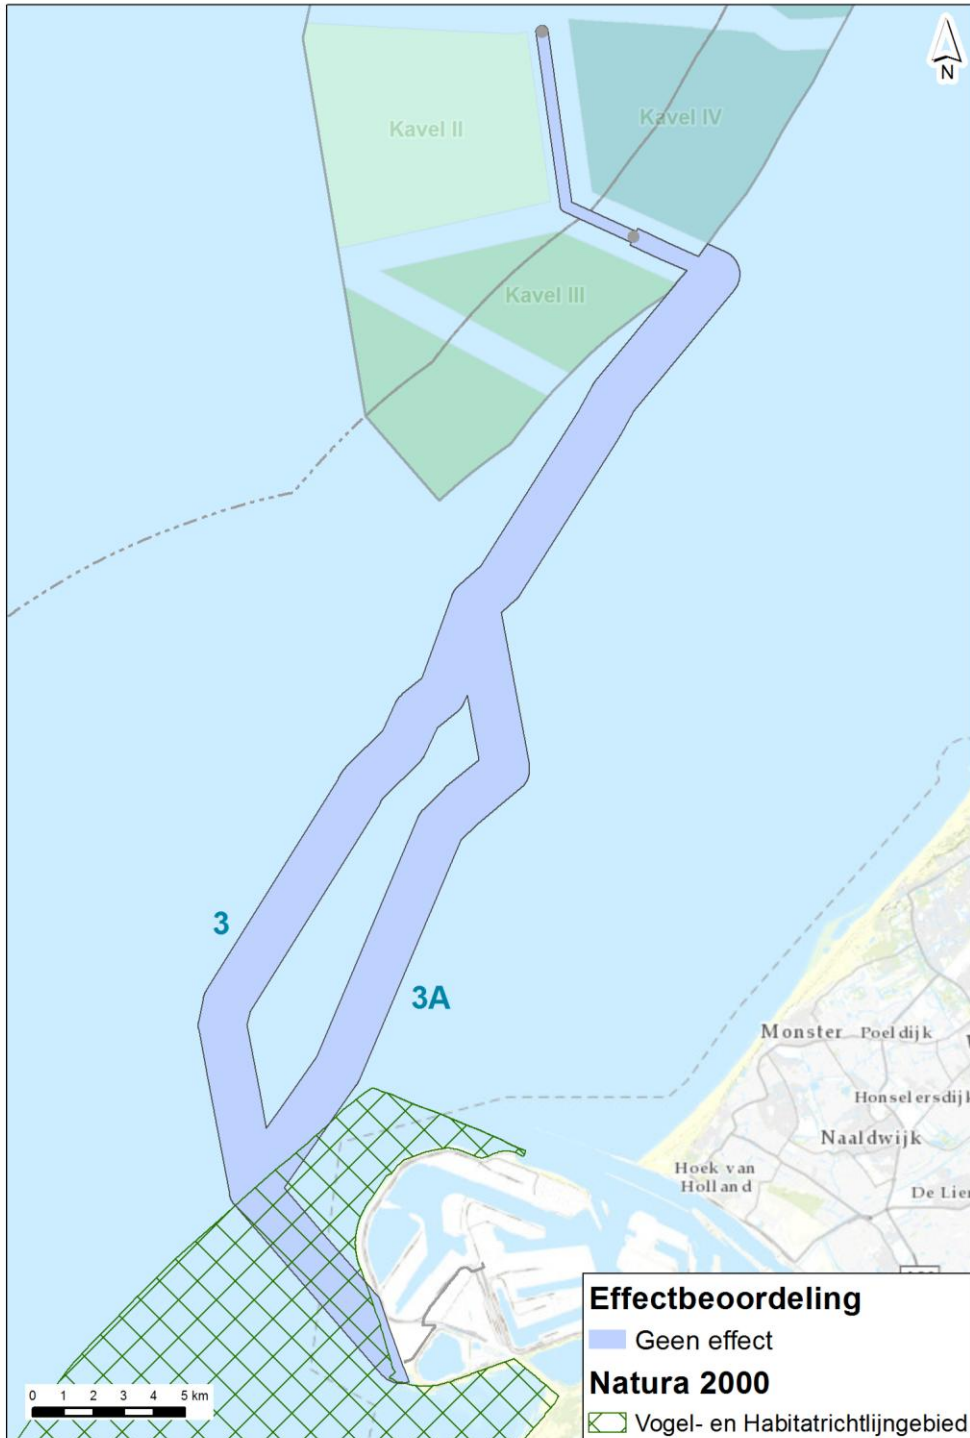 N
Kavel II
Kavel IV
Kavel III
3
3A
Monster
Poeldijk
Honselersdijk
Naaldwijk
Hoek van
Holland
De Lier
Effectbeoordeling
Geen effect
Natura 2000
Vogel- en Habitatrichtlijngebied
0 1 2 3 4 5 km